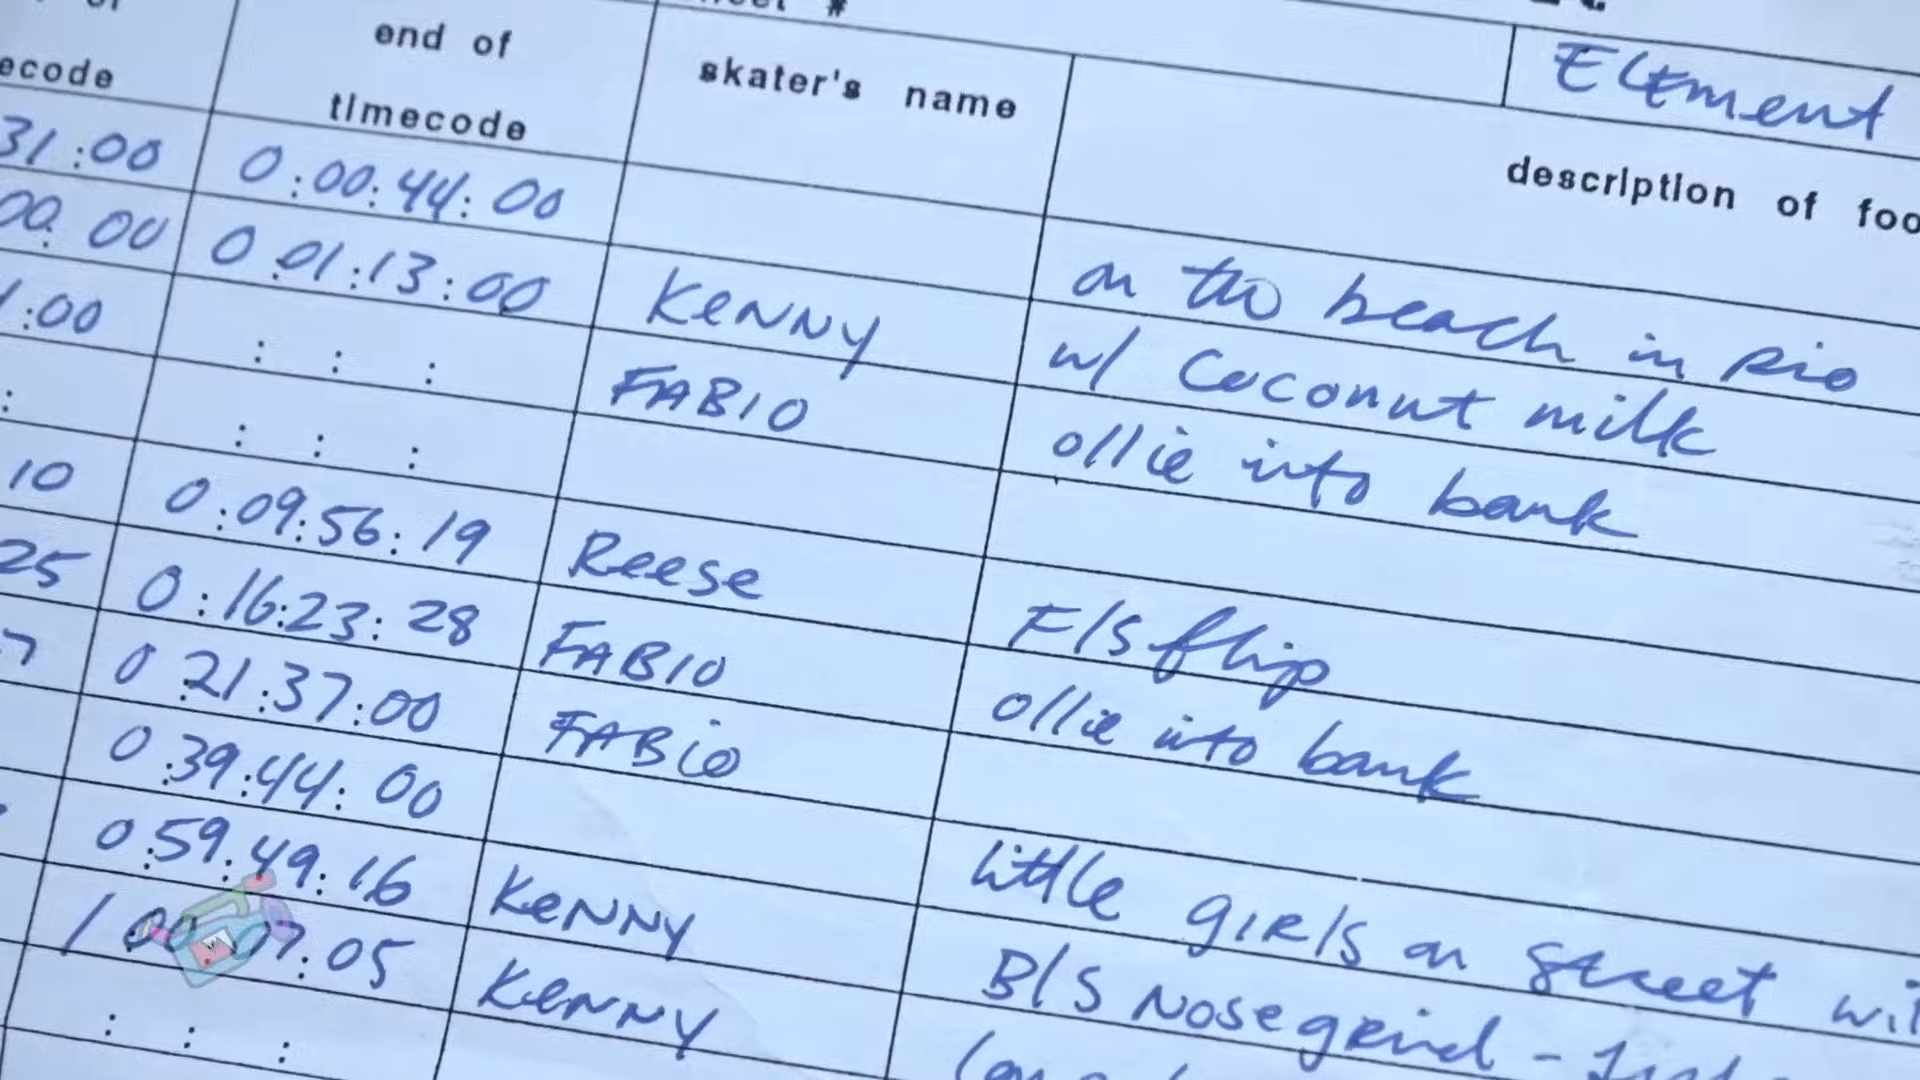 Element
end of timecode
skater's name
description of
31:00 0:00:44:00
00:00 0:01:13:00 KENNY on the beach in Rio
:00 : : : FABIO w/ Coconut milk
: : : : ollie into bank
10 0:09:56:19 Reese
25 0:16:23:28 FABIO F/S flip
7 0:21:37:00 FABIO ollie into bank
0:39:44:00
0:59:49:16 KENNY little girls on street
07:05 KENNY B/S Nosegrind -
: : :